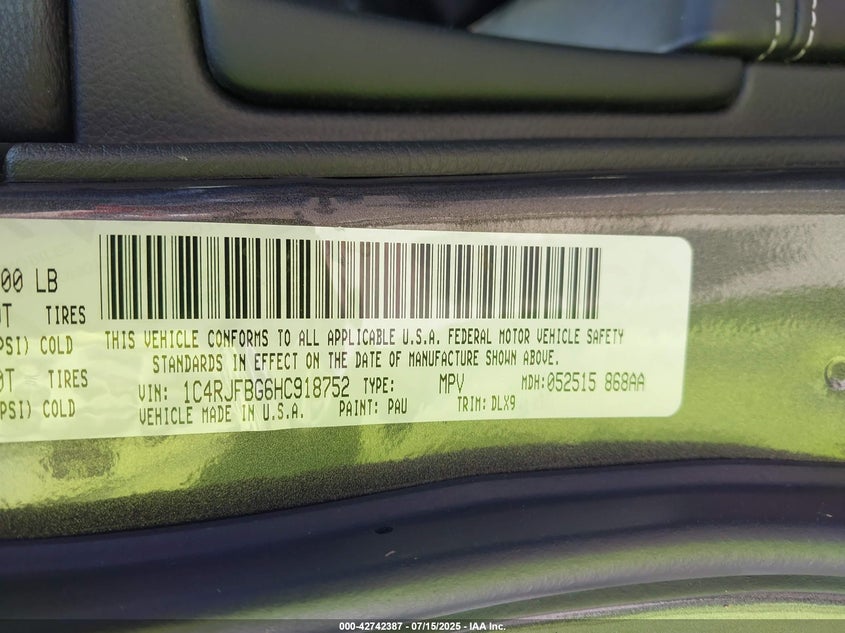 00 LB
T TIRES
PSI) COLD
T TIRES
PSI) COLD
THIS VEHICLE CONFORMS TO ALL APPLICABLE U.S.A. FEDERAL MOTOR VEHICLE SAFETY
STANDARDS IN EFFECT ON THE DATE OF MANUFACTURE SHOWN ABOVE.
VIN: 1C4RJFBG6HC918752 TYPE: MPV MDH:052515 868AA
VEHICLE MADE IN U.S.A. PAINT: PAU TRIM: DLX9
000-42742387 - 07/15/2025 - IAA Inc.